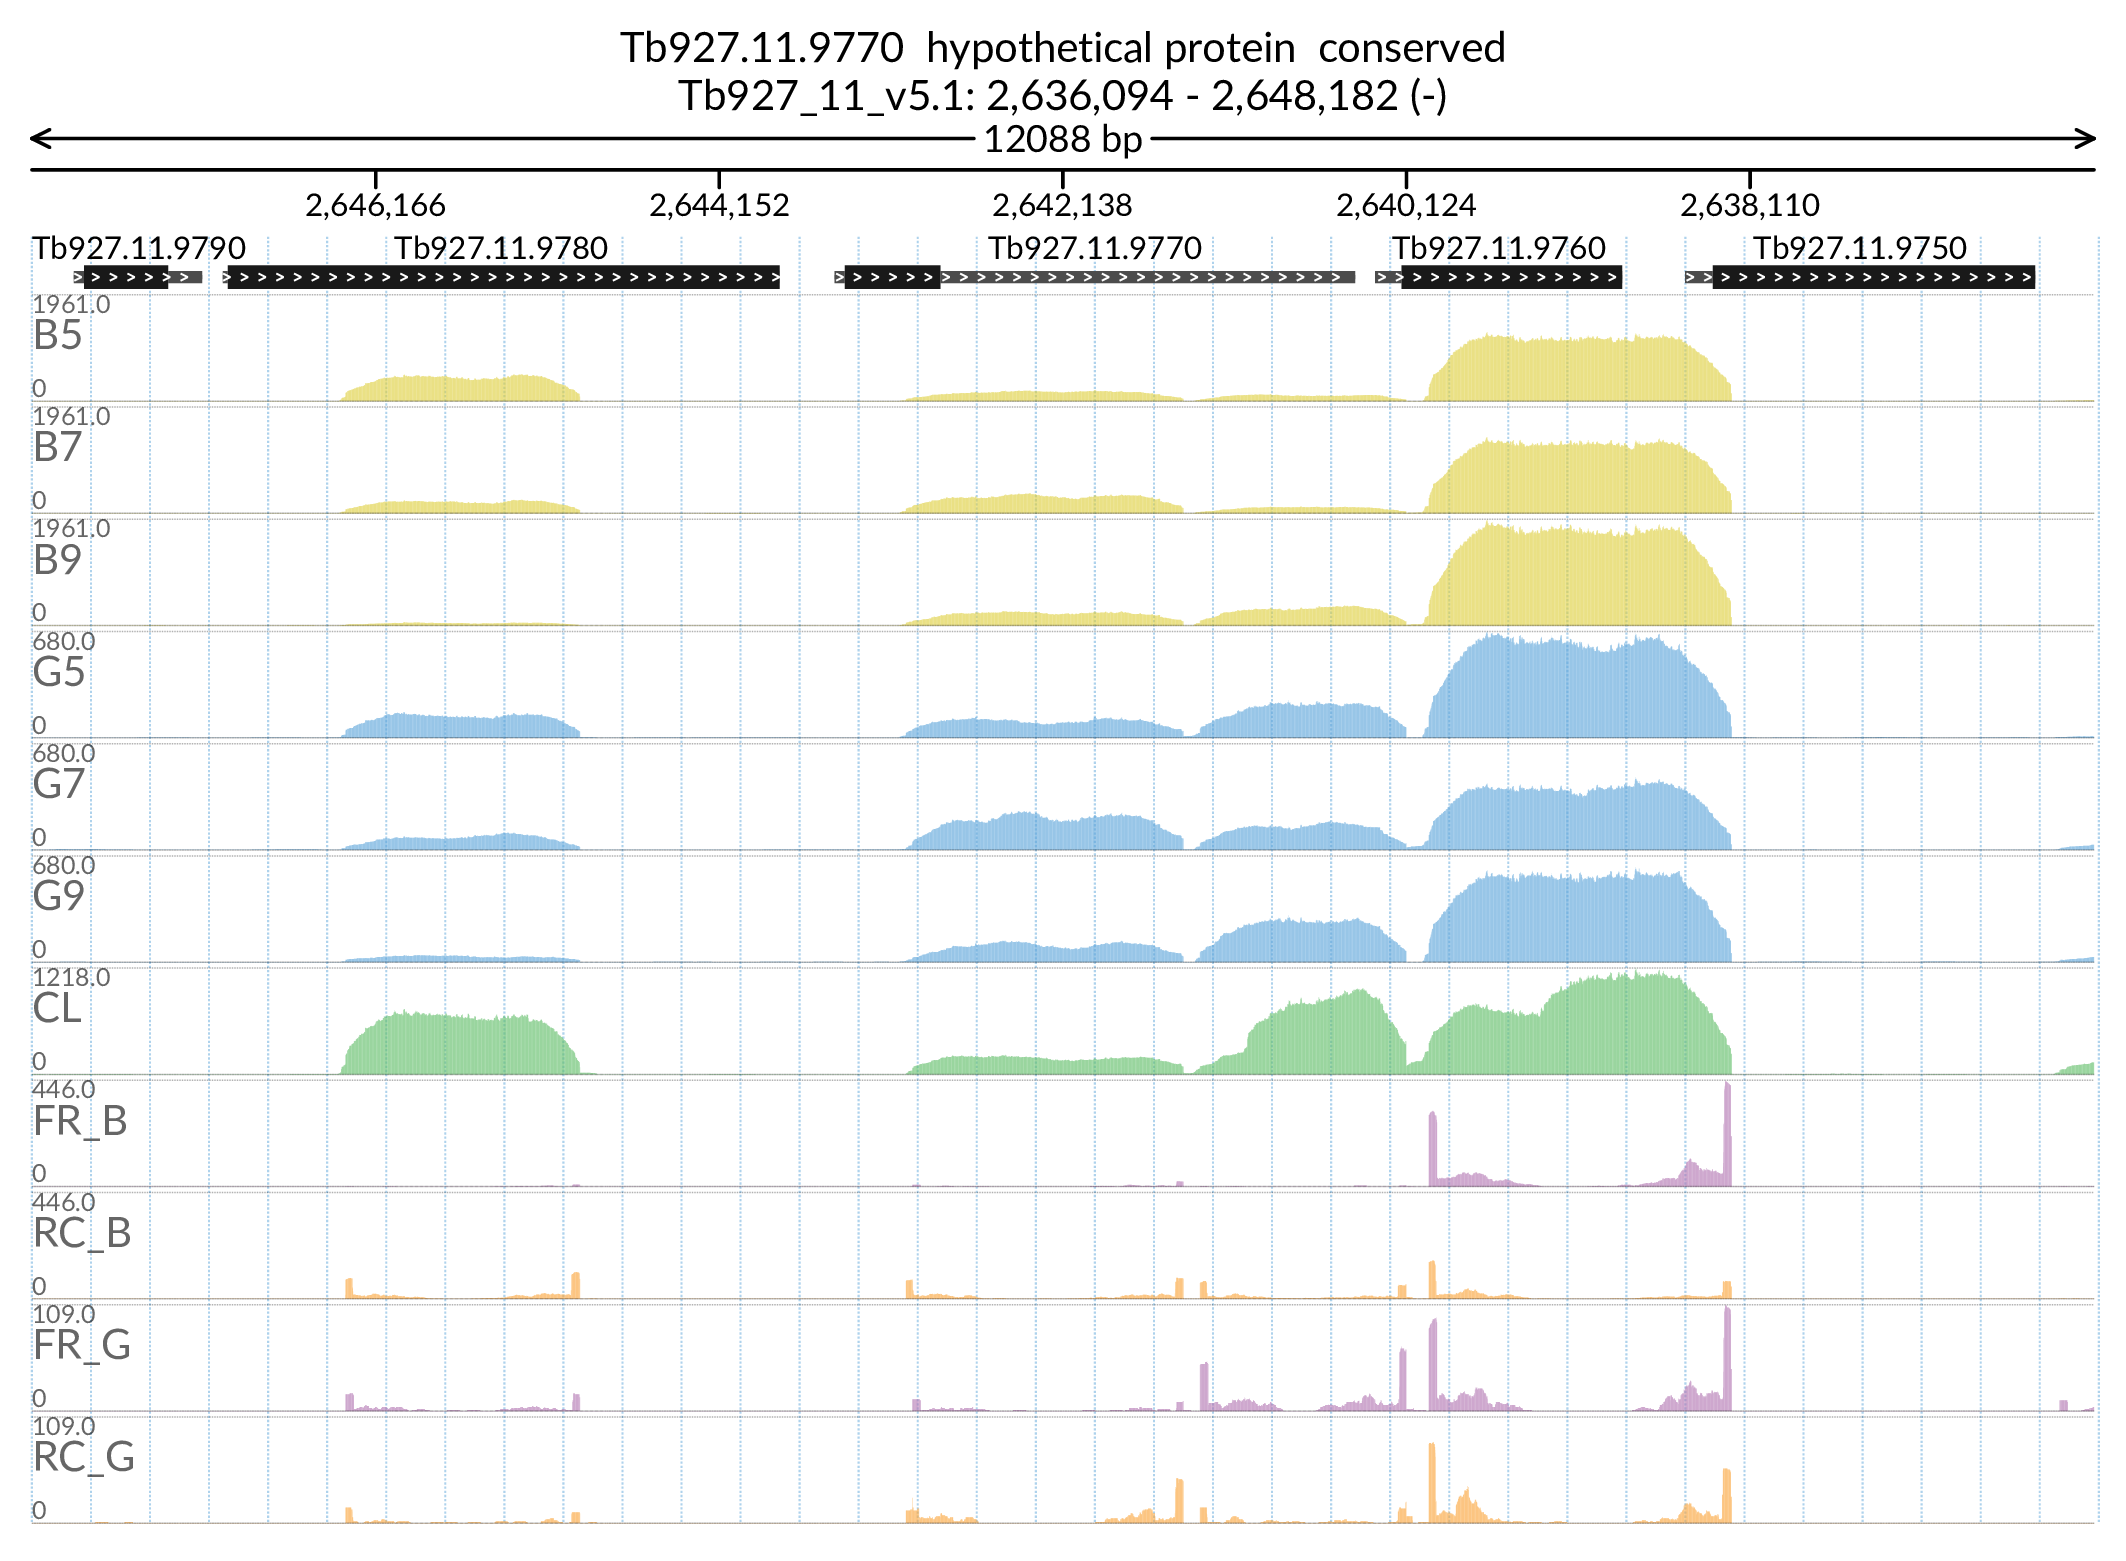 Tb927.11.9770  hypothetical protein  conserved
Tb927_11_v5.1: 2,636,094 - 2,648,182 (-)
12088 bp
2,646,166 2,644,152 2,642,138 2,640,124 2,638,110
Tb927.11.9790 Tb927.11.9780 Tb927.11.9770 Tb927.11.9760 Tb927.11.9750
1961.0
B5
0
1961.0
B7
0
1961.0
B9
0
680.0
G5
0
680.0
G7
0
680.0
G9
0
1218.0
CL
0
446.0
FR_B
0
446.0
RC_B
0
109.0
FR_G
0
109.0
RC_G
0